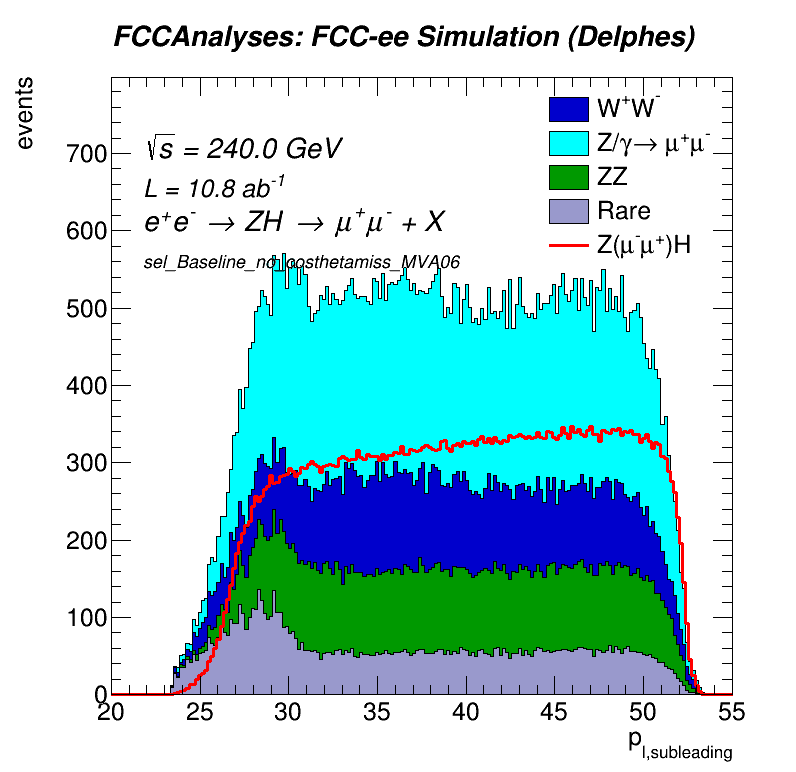 FCCAnalyses: FCC-ee Simulation (Delphes)
events
√s = 240.0 GeV
L = 10.8 ab⁻¹
e⁺e⁻ → ZH → μ⁺μ⁻ + X
sel_Baseline_no_costhetamiss_MVA06
W⁺W⁻
Z/γ→ μ⁺μ⁻
ZZ
Rare
Z(μ⁻μ⁺)H
700
600
500
400
300
200
100
0
20 25 30 35 40 45 50 55
p_l,subleading